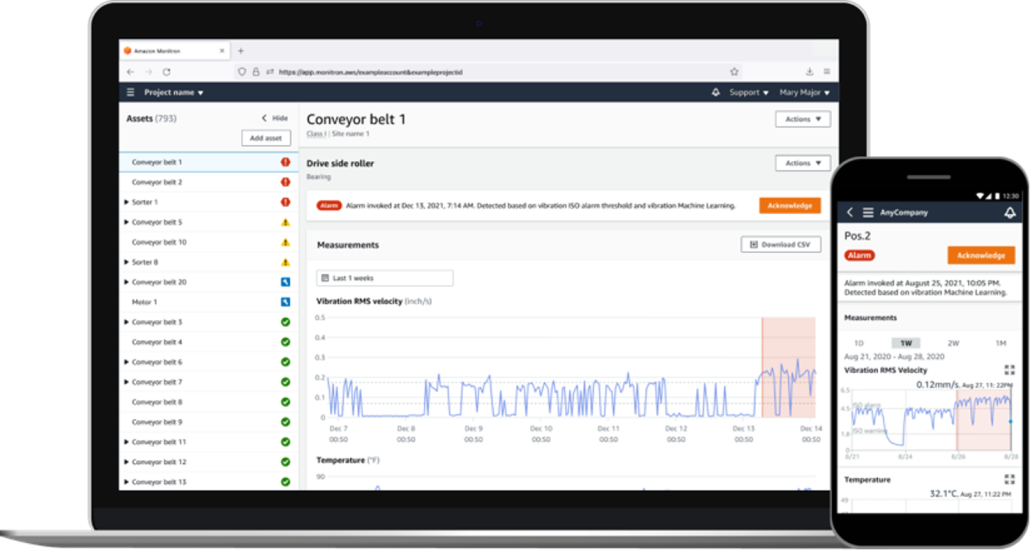 Amazon Monitron
https://app.monitron.aws/exampleaccount&exampleprojectid
Project name
Support
Mary Major
Assets (793)
Hide
Add asset
Conveyor belt 1
Conveyor belt 2
Sorter 1
Conveyor belt 5
Conveyor belt 10
Sorter 8
Conveyor belt 20
Motor 1
Conveyor belt 3
Conveyor belt 4
Conveyor belt 6
Conveyor belt 7
Conveyor belt 8
Conveyor belt 9
Conveyor belt 11
Conveyor belt 12
Conveyor belt 13
Conveyor belt 1
Actions
Class I | Site name 1
Drive side roller
Actions
Bearing
Alarm Alarm invoked at Dec 13, 2021, 7:14 AM. Detected based on vibration ISO alarm threshold and vibration Machine Learning.
Acknowledge
Measurements
Download CSV
Last 1 weeks
Vibration RMS velocity (inch/s)
0.5
0.4
0.3
0.2
0.1
0
Dec 7 Dec 8 Dec 9 Dec 10 Dec 11 Dec 12 Dec 13 Dec 14
00:50 00:50 00:50 00:50 00:50 00:50 00:50 00:50
Temperature (°F)
90
12:30
AnyCompany
Pos.2
Alarm
Acknowledge
Alarm invoked at August 25, 2021, 10:05 PM.
Detected based on vibration Machine Learning.
Measurements
1D 1W 2W 1M
Aug 21, 2020 - Aug 28, 2020
Vibration RMS Velocity
0.12mm/s, Aug 27, 11: 22PM
6.5
ISO alarm
4.5
ISO warning
1.8
0
8/21 8/24 8/26 8/28
Temperature
32.1°C, Aug 27, 11:22 PM
49